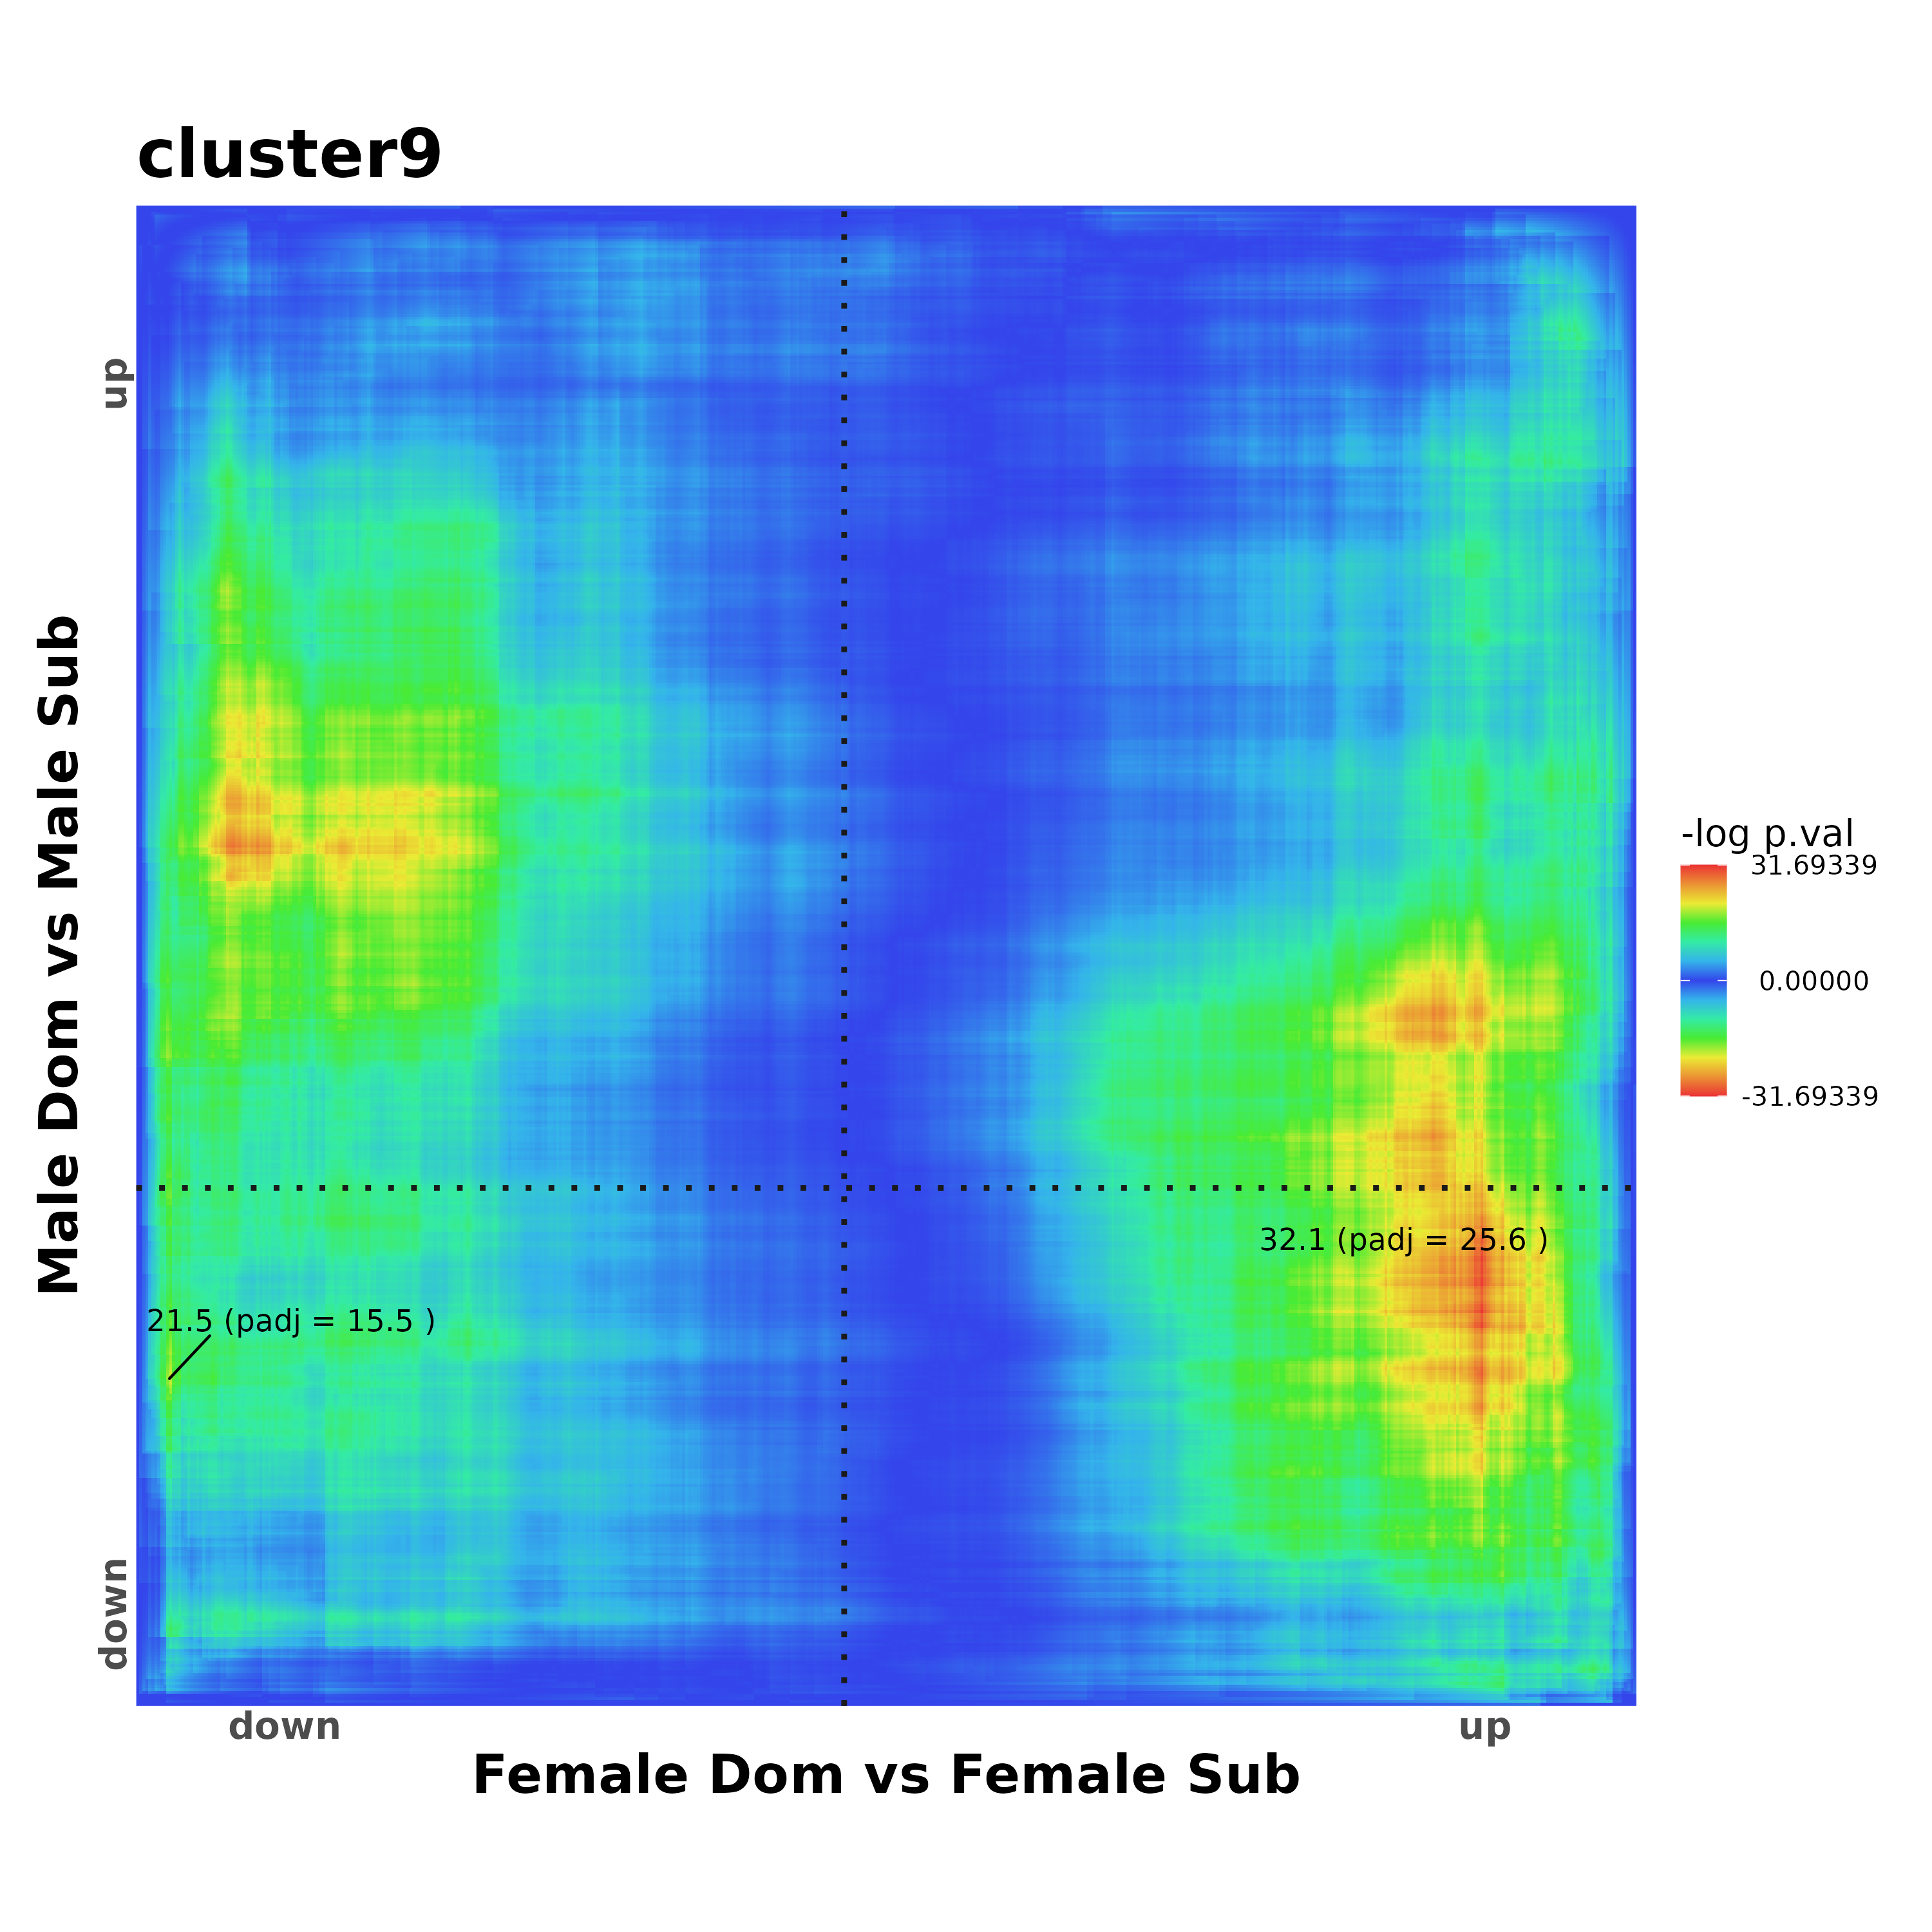 cluster9
up
Male Dom vs Male Sub
down
32.1 (padj = 25.6 )
21.5 (padj = 15.5 )
down
up
Female Dom vs Female Sub
-log p.val
31.69339
0.00000
-31.69339